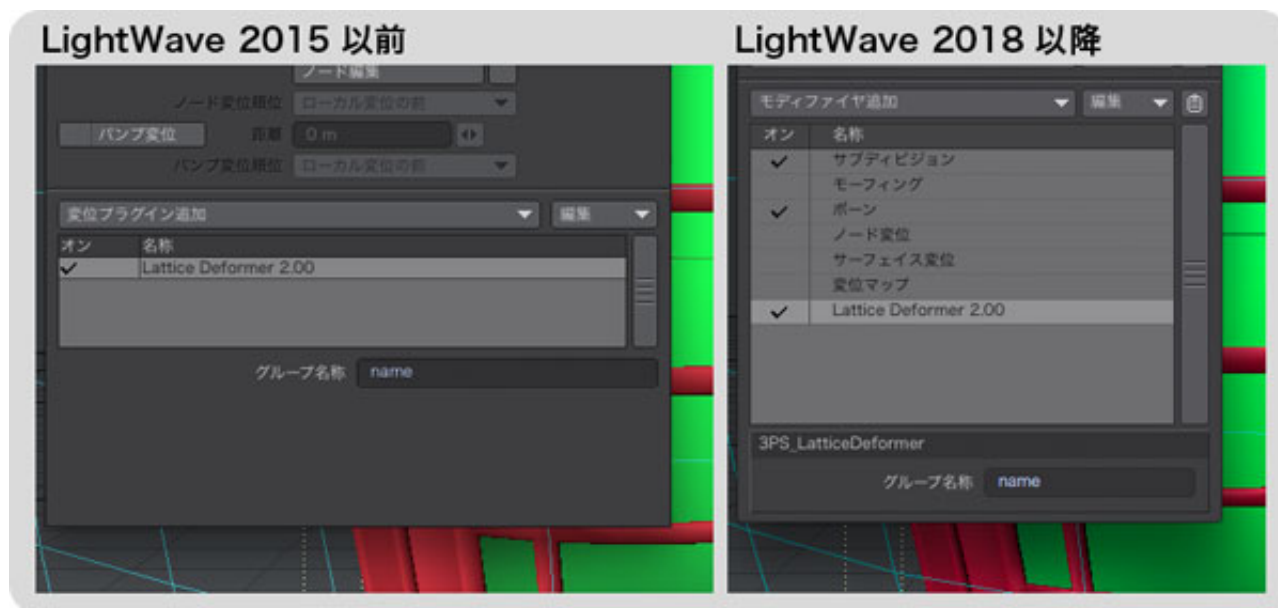 LightWave 2015 以前
ノード編集
ノード変位順位 ローカル変位の前
バンプ変位 距離 0 m
バンプ変位順位 ローカル変位の前
変位プラグイン追加 編集
オン 名称
Lattice Deformer 2.00
グループ名称 name
LightWave 2018 以降
モディファイヤ追加 編集
オン 名称
サブディビジョン
モーフィング
ボーン
ノード変位
サーフェイス変位
変位マップ
Lattice Deformer 2.00
3PS_LatticeDeformer
グループ名称 name